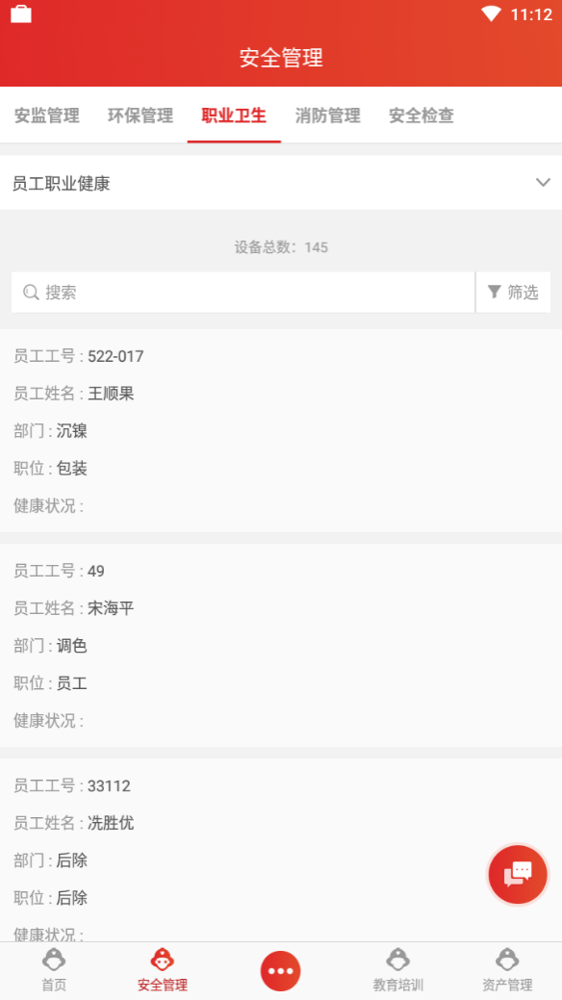 11:12
安全管理
安监管理 环保管理 职业卫生 消防管理 安全检查
员工职业健康
设备总数：145
搜索 筛选
员工工号 : 522-017
员工姓名 : 王顺果
部门 : 沉镍
职位 : 包装
健康状况 :
员工工号 : 49
员工姓名 : 宋海平
部门 : 调色
职位 : 员工
健康状况 :
员工工号 : 33112
员工姓名 : 冼胜优
部门 : 后除
职位 : 后除
健康状况 :
首页 安全管理 教育培训 资产管理